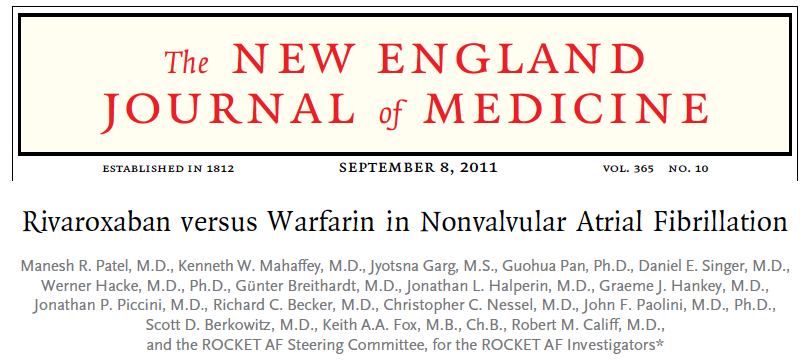 The NEW ENGLAND
JOURNAL of MEDICINE
ESTABLISHED IN 1812 SEPTEMBER 8, 2011 VOL. 365 NO. 10
Rivaroxaban versus Warfarin in Nonvalvular Atrial Fibrillation
Manesh R. Patel, M.D., Kenneth W. Mahaffey, M.D., Jyotsna Garg, M.S., Guohua Pan, Ph.D., Daniel E. Singer, M.D.,
Werner Hacke, M.D., Ph.D., Günter Breithardt, M.D., Jonathan L. Halperin, M.D., Graeme J. Hankey, M.D.,
Jonathan P. Piccini, M.D., Richard C. Becker, M.D., Christopher C. Nessel, M.D., John F. Paolini, M.D., Ph.D.,
Scott D. Berkowitz, M.D., Keith A.A. Fox, M.B., Ch.B., Robert M. Califf, M.D.,
and the ROCKET AF Steering Committee, for the ROCKET AF Investigators*